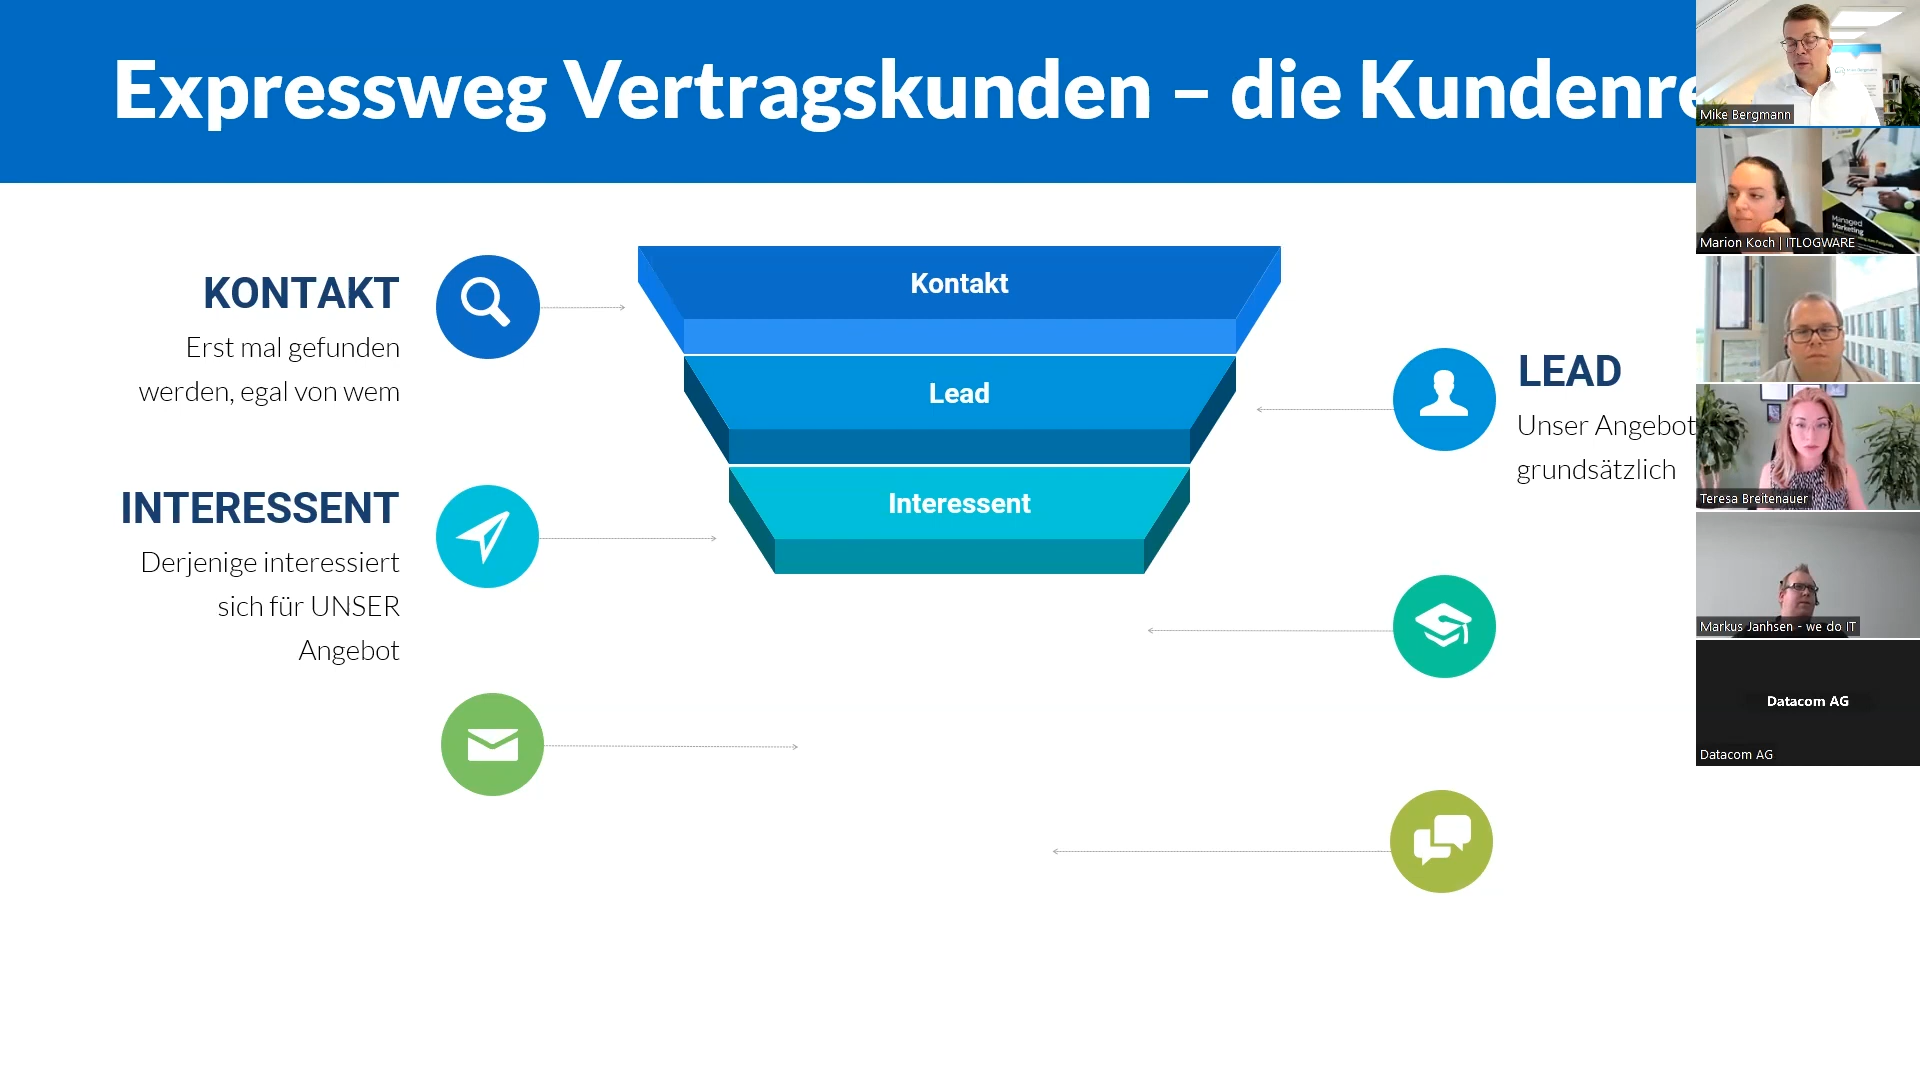 Expressweg Vertragskunden – die Kundenre
KONTAKT
Erst mal gefunden
werden, egal von wem
INTERESSENT
Derjenige interessiert
sich für UNSER
Angebot
Kontakt
Lead
Interessent
LEAD
Unser Angebot
grundsätzlich
Mike Bergmann
Managed
Marketing
Marion Koch | ITLOGWARE
Teresa Breitenauer
Markus Janhsen - we do IT
Datacom AG
Datacom AG